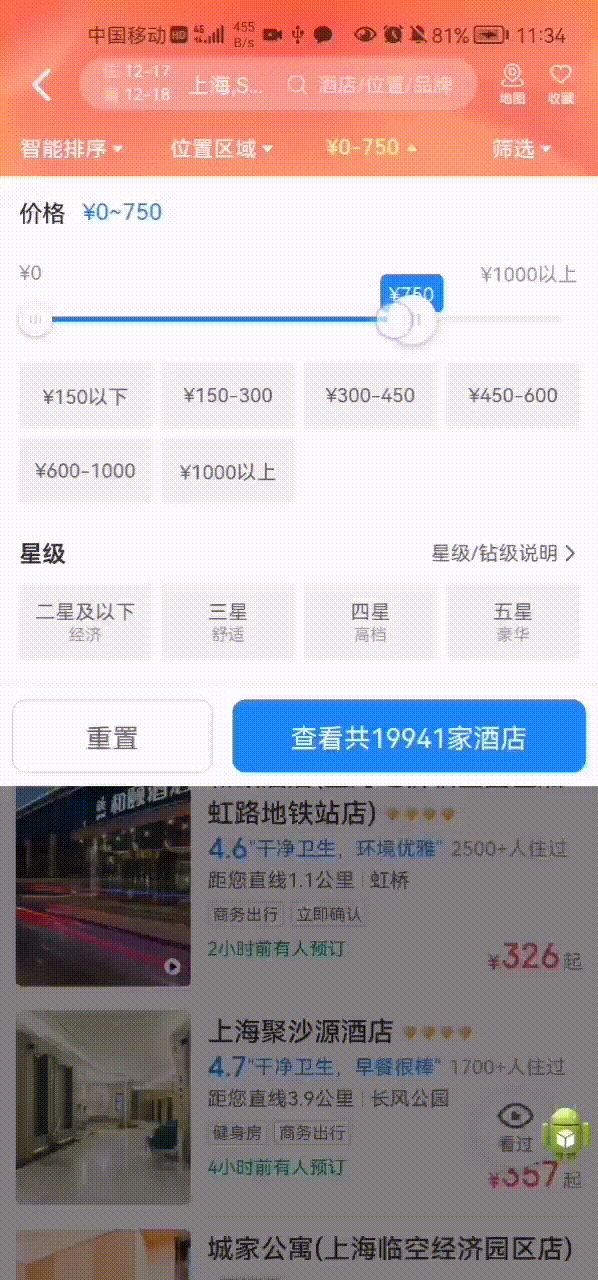 中国移动 HD 46 455 B/s 81% 11:34
住 12-17
离 12-18
上海,S... 酒店/位置/品牌
地图 收藏
智能排序 位置区域 ¥0-750 筛选
价格 ¥0~750
¥0 ¥1000以上
¥750
¥150以下 ¥150-300 ¥300-450 ¥450-600
¥600-1000 ¥1000以上
星级 星级/钻级说明
二星及以下 三星 四星 五星
经济 舒适 高档 豪华
重置 查看共19941家酒店
虹路地铁站店)
4.6 "干净卫生，环境优雅" 2500+人住过
距您直线1.1公里 | 虹桥
商务出行 立即确认
2小时前有人预订
¥326起
上海聚沙源酒店
4.7 "干净卫生，早餐很棒" 1700+人住过
距您直线3.9公里 | 长风公园
健身房 商务出行
看过
4小时前有人预订
¥357起
城家公寓(上海临空经济园区店)